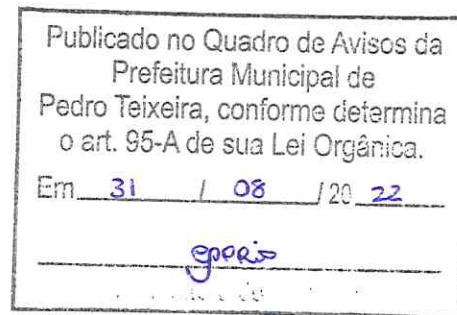 Publicado no Quadro de Avisos da
Prefeitura Municipal de
Pedro Teixeira, conforme determina
o art. 95-A de sua Lei Orgânica.
Em 31 / 08 / 20 22